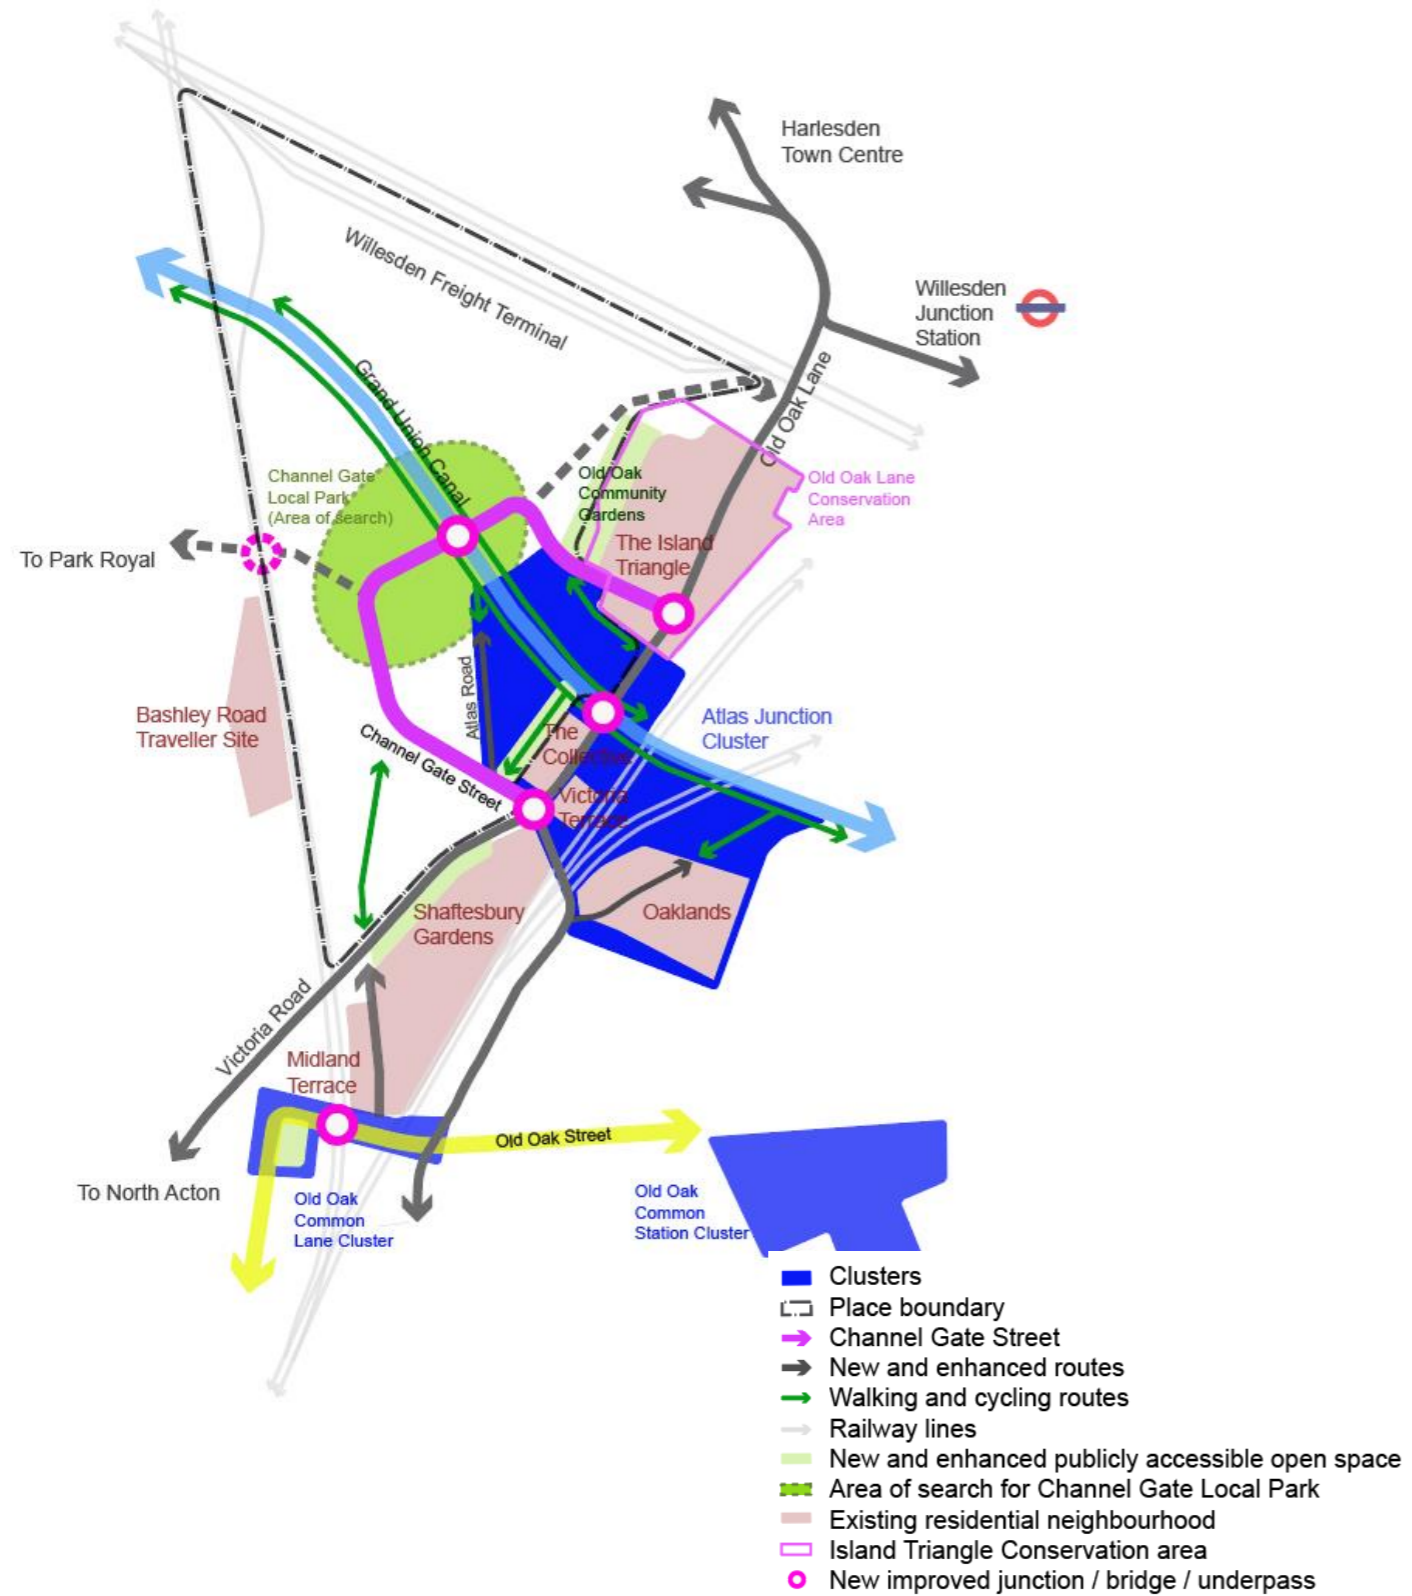 Harlesden
Town Centre
Willesden Freight Terminal
Willesden
Junction
Station
Old Oak Lane
Grand Union Canal
Channel Gate
Local Park
(Area of search)
Old Oak
Community
Gardens
Old Oak Lane
Conservation
Area
To Park Royal
The Island
Triangle
Atlas Road
Bashley Road
Traveller Site
Atlas Junction
Cluster
The
Collective
Channel Gate Street
Victoria
Terrace
Shaftesbury
Gardens
Oaklands
Victoria Road
Midland
Terrace
Old Oak Street
To North Acton
Old Oak
Common
Lane Cluster
Old Oak
Common
Station Cluster
Clusters
Place boundary
Channel Gate Street
New and enhanced routes
Walking and cycling routes
Railway lines
New and enhanced publicly accessible open space
Area of search for Channel Gate Local Park
Existing residential neighbourhood
Island Triangle Conservation area
New improved junction / bridge / underpass